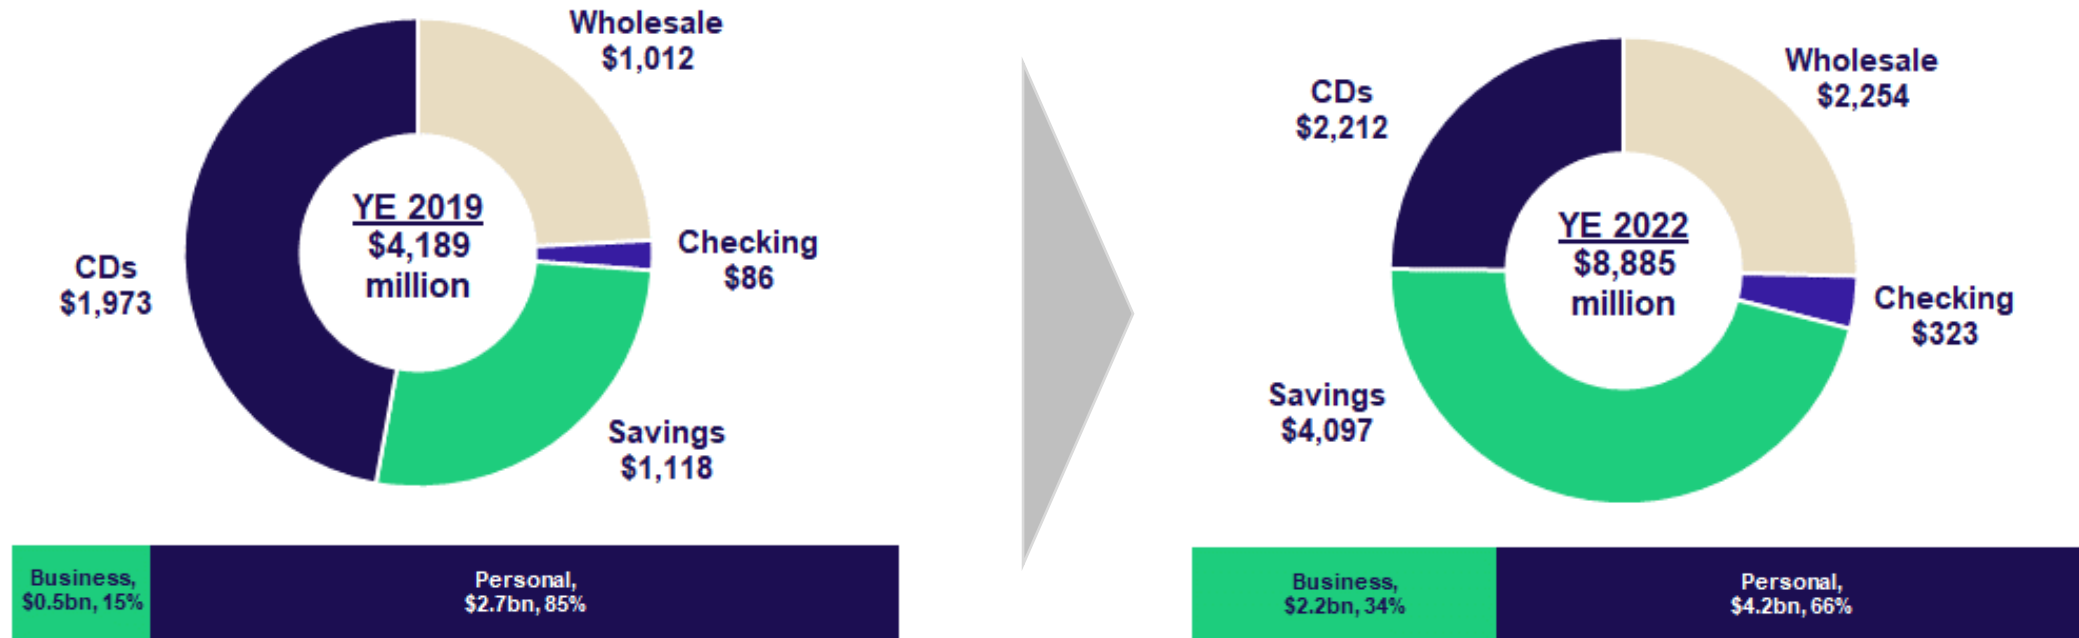 Wholesale
$1,012
YE 2019
$4,189
million
Checking
$86
CDs
$1,973
Savings
$1,118
Business,
$0.5bn, 15%
Personal,
$2.7bn, 85%
Wholesale
$2,254
CDs
$2,212
YE 2022
$8,885
million
Checking
$323
Savings
$4,097
Business,
$2.2bn, 34%
Personal,
$4.2bn, 66%